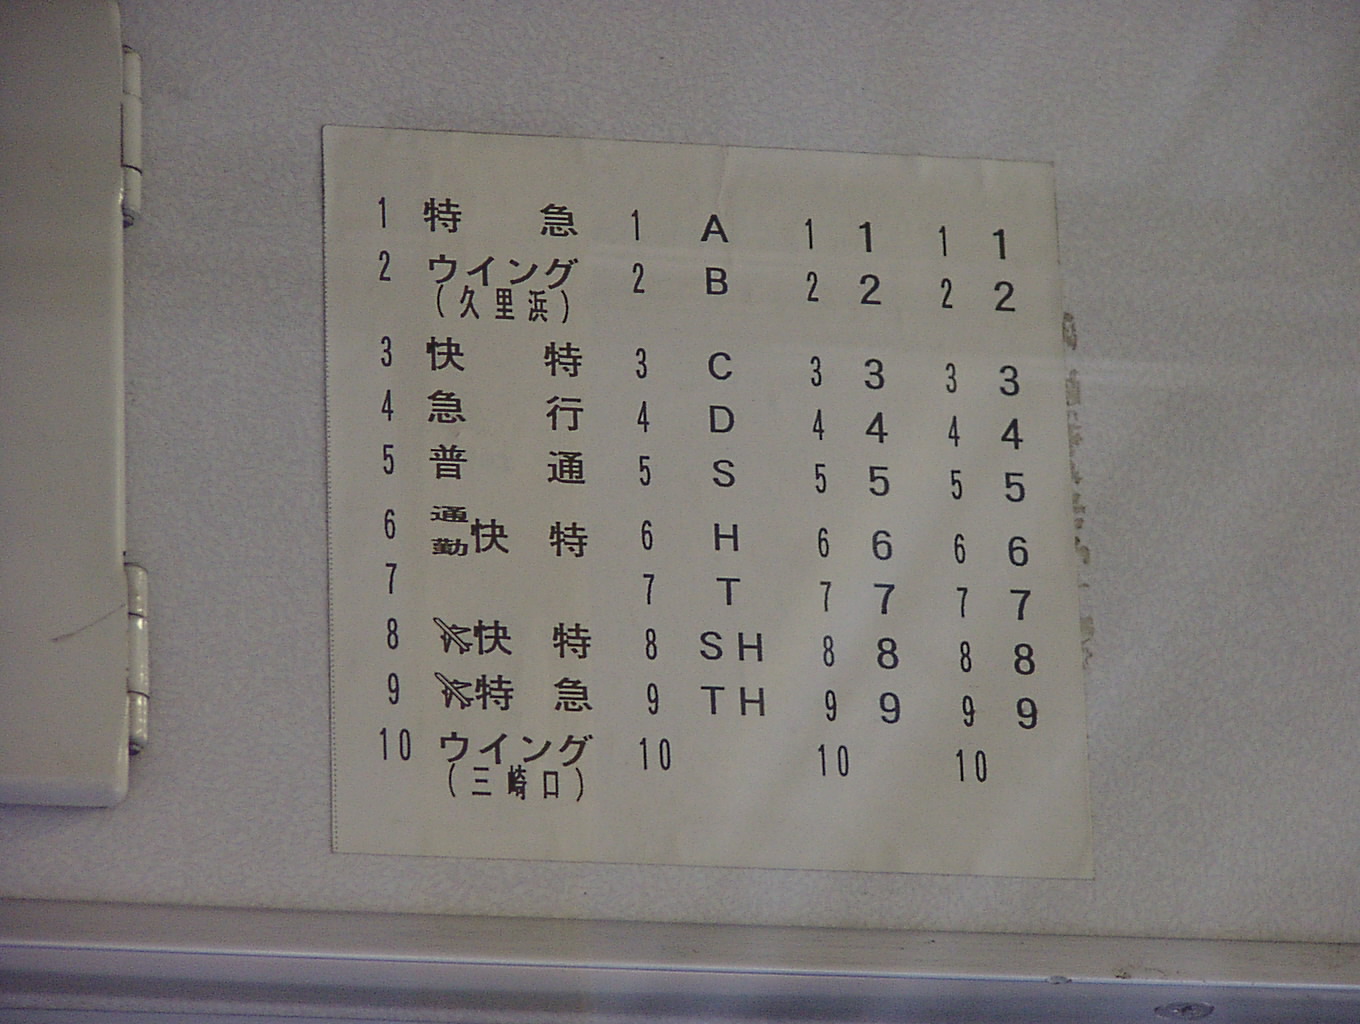 1 特 急 1 A 1 1 1 1
2 ウイング 2 B 2 2 2 2
(久里浜)
3 快 特 3 C 3 3 3 3
4 急 行 4 D 4 4 4 4
5 普 通 5 S 5 5 5 5
6 通勤快 特 6 H 6 6 6 6
7 7 T 7 7 7 7
8 ✈快 特 8 SH 8 8 8 8
9 ✈特 急 9 TH 9 9 9 9
10 ウイング 10 10 10
(三崎口)